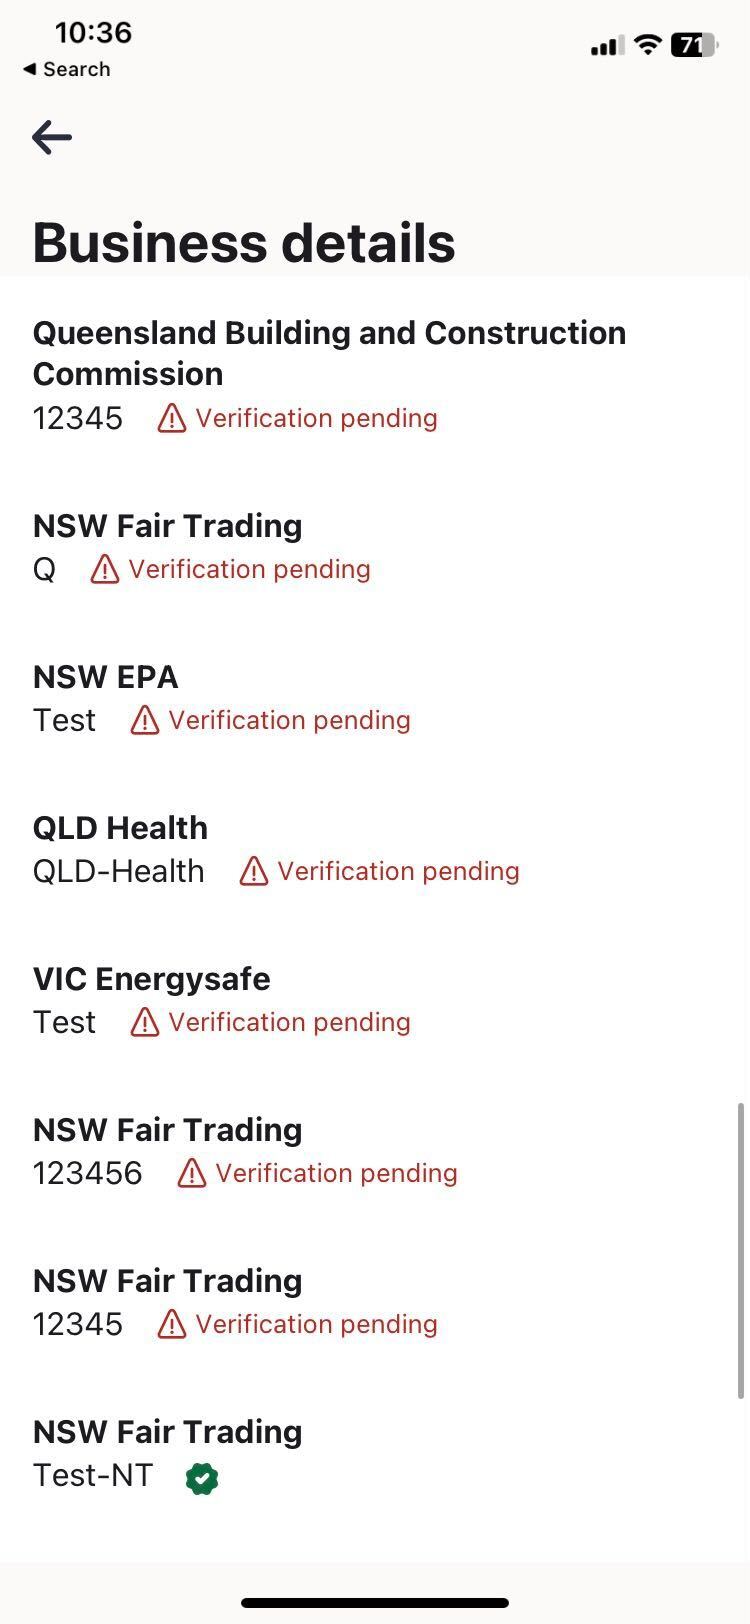 10:36
71
◀ Search
Business details
Queensland Building and Construction
Commission
12345 Verification pending
NSW Fair Trading
Q Verification pending
NSW EPA
Test Verification pending
QLD Health
QLD-Health Verification pending
VIC Energysafe
Test Verification pending
NSW Fair Trading
123456 Verification pending
NSW Fair Trading
12345 Verification pending
NSW Fair Trading
Test-NT